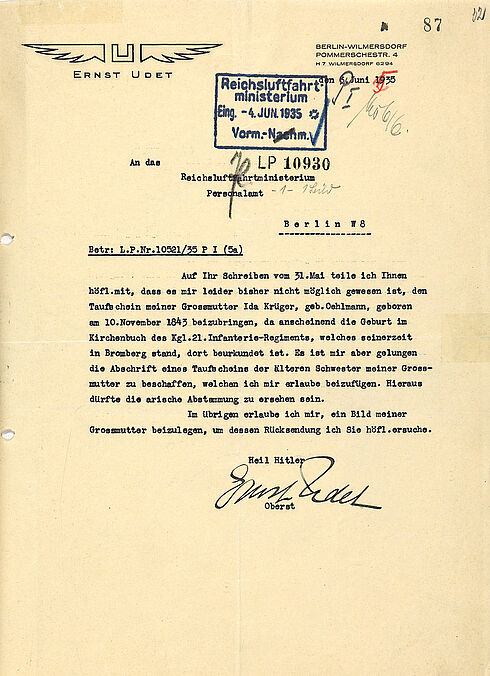 87
U
ERNST UDET
BERLIN-WILMERSDORF
POMMERSCHESTR. 4
H 7 WILMERSDORF 6294
den 6. Juni 1935
Reichsluftfahrt-
ministerium
Eing. -4. JUN. 1935
Vorm.-Nachm.
LP 10930
An das
Reichsluftfahrtministerium
Personalamt
Berlin W8
Betr: L.P.Nr.10521/35 P I (5a)
Auf Ihr Schreiben vom 31.Mai teile ich Ihnen
höfl.mit, dass es mir leider bisher nicht möglich gewesen ist, den
Taufschein meiner Grossmutter Ida Krüger, geb.Oehlmann, geboren
am 10.November 1843 beizubringen, da anscheinend die Geburt im
Kirchenbuch des Kgl.21.Infanterie-Regiments, welches seinerzeit
in Bromberg stand, dort beurkundet ist. Es ist mir aber gelungen
die Abschrift eines Taufscheins der älteren Schwester meiner Gross-
mutter zu beschaffen, welchen ich mir erlaube beizufügen. Hieraus
dürfte die arische Abstammung zu ersehen sein.
Im übrigen erlaube ich mir, ein Bild meiner
Grossmutter beizulegen, um dessen Rücksendung ich Sie höfl.ersuche.
Heil Hitler
Ernst Udet
Oberst